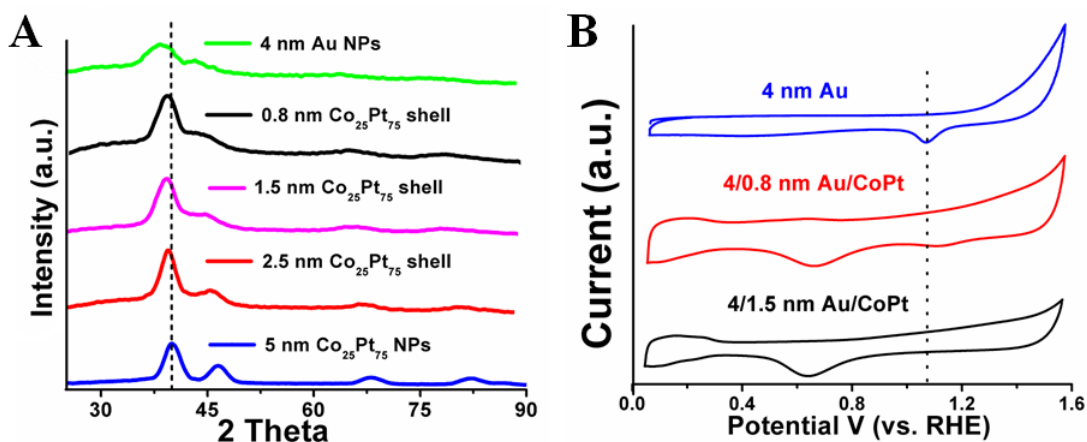 A
4 nm Au NPs
0.8 nm Co₂₅Pt₇₅ shell
1.5 nm Co₂₅Pt₇₅ shell
2.5 nm Co₂₅Pt₇₅ shell
5 nm Co₂₅Pt₇₅ NPs
Intensity (a.u.)
30 45 60 75 90
2 Theta
B
4 nm Au
4/0.8 nm Au/CoPt
4/1.5 nm Au/CoPt
Current (a.u.)
0.0 0.4 0.8 1.2 1.6
Potential V (vs. RHE)